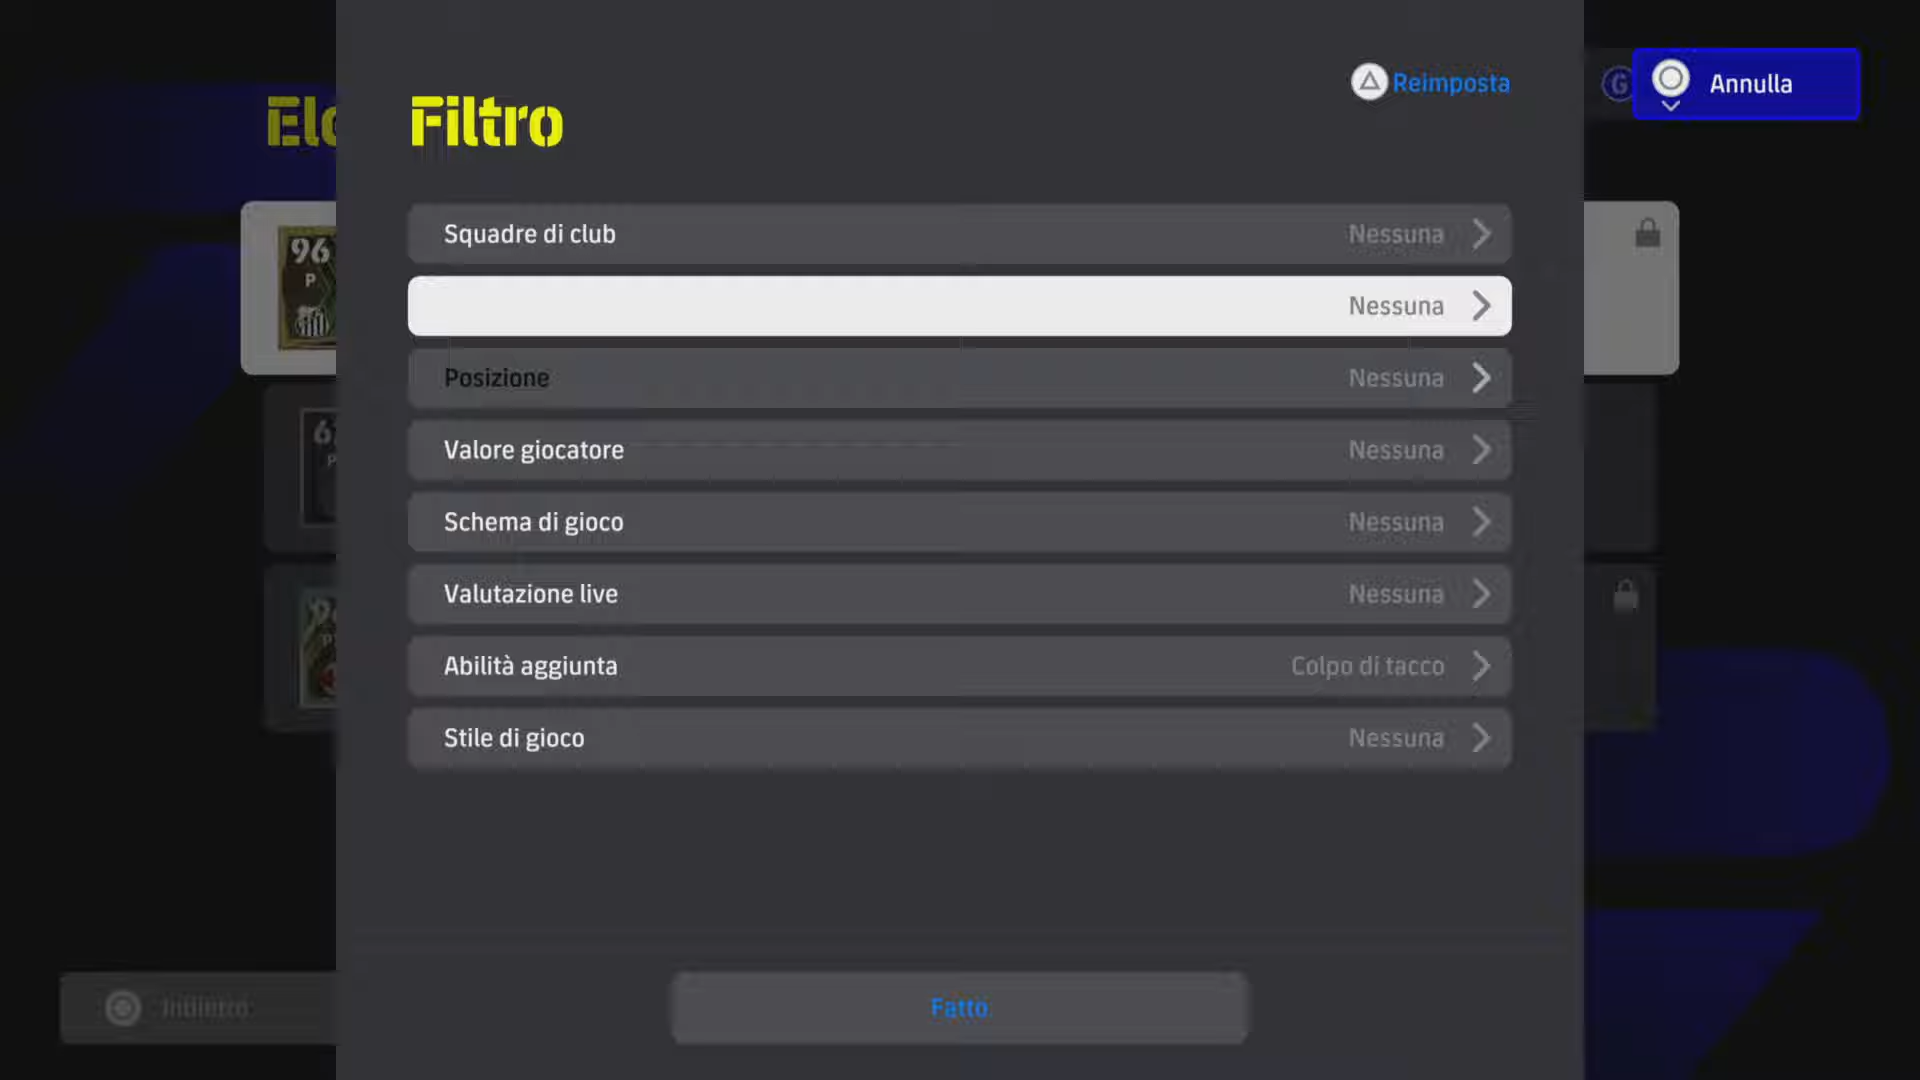 Reimposta
G
Annulla
Filtro
96
P
Squadre di club Nessuna
Nessuna
Posizione Nessuna
Valore giocatore Nessuna
Schema di gioco Nessuna
Valutazione live Nessuna
Abilità aggiunta Colpo di tacco
Stile di gioco Nessuna
Indietro
Fatto